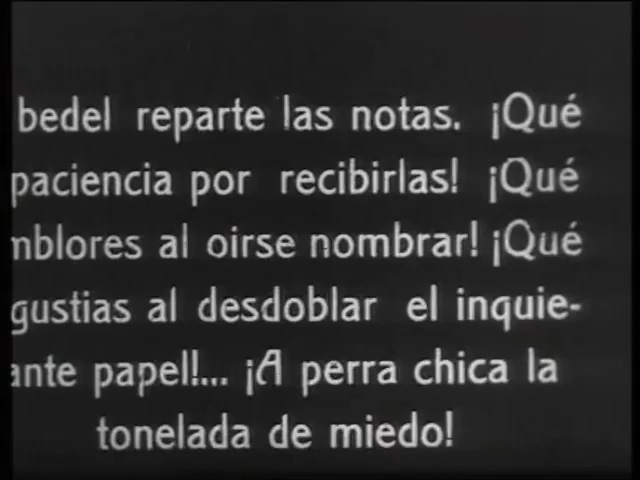 bedel reparte las notas. ¡Qué
paciencia por recibirlas! ¡Qué
mblores al oirse nombrar! ¡Qué
gustias al desdoblar el inquie-
ante papel!... ¡A perra chica la
tonelada de miedo!